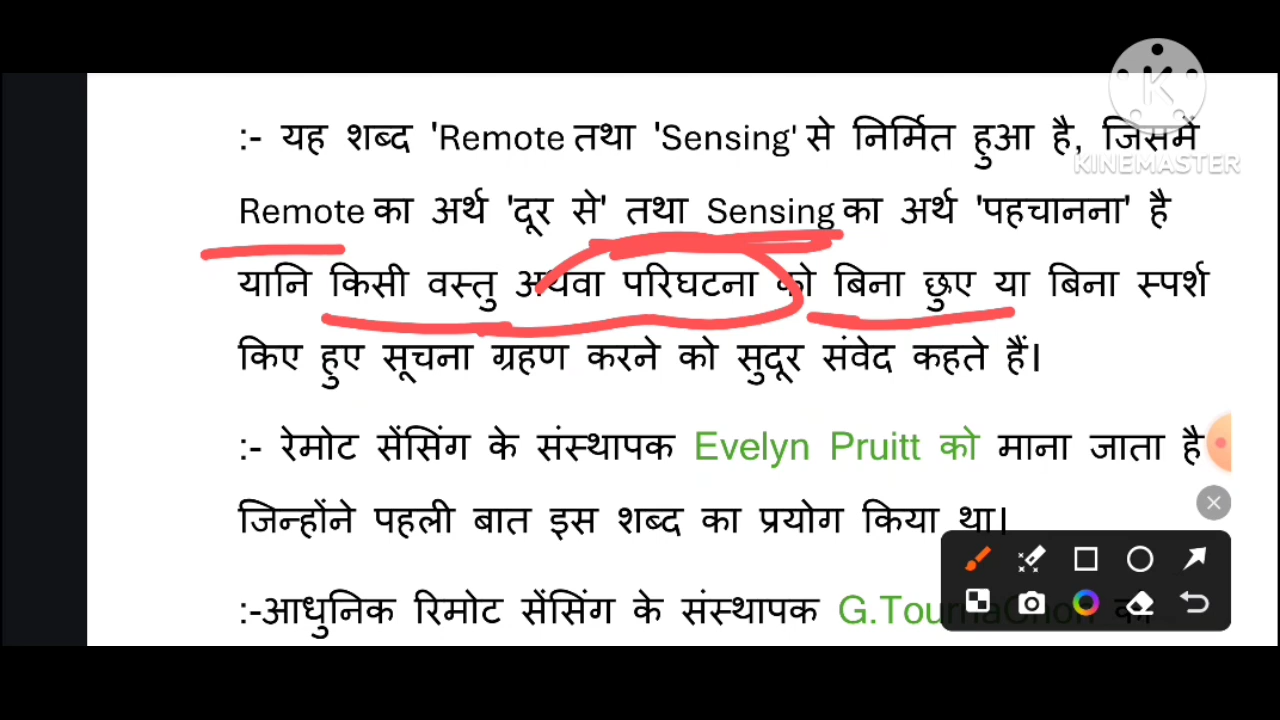 :- यह शब्द 'Remote तथा 'Sensing' से निर्मित हुआ है, जिसमें
KINEMASTER
Remote का अर्थ 'दूर से' तथा Sensing का अर्थ 'पहचानना' है
यानि किसी वस्तु अथवा परिघटना को बिना छुए या बिना स्पर्श
किए हुए सूचना ग्रहण करने को सुदूर संवेद कहते हैं।
:- रेमोट सेंसिंग के संस्थापक Evelyn Pruitt को माना जाता है
जिन्होंने पहली बात इस शब्द का प्रयोग किया था।
:-आधुनिक रिमोट सेंसिंग के संस्थापक G.TournaChon को